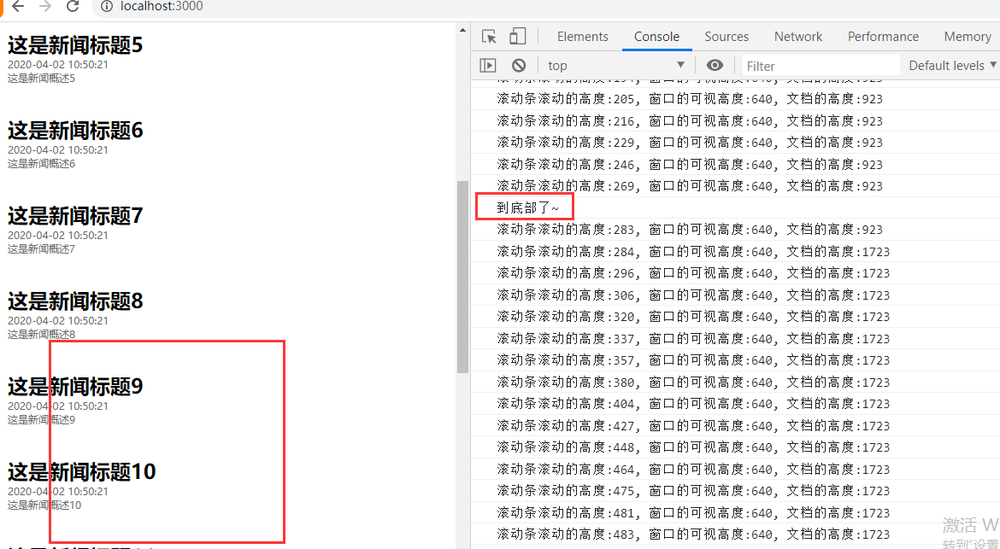 localhost:3000
这是新闻标题5
2020-04-02 10:50:21
这是新闻概述5
这是新闻标题6
2020-04-02 10:50:21
这是新闻概述6
这是新闻标题7
2020-04-02 10:50:21
这是新闻概述7
这是新闻标题8
2020-04-02 10:50:21
这是新闻概述8
这是新闻标题9
2020-04-02 10:50:21
这是新闻概述9
这是新闻标题10
2020-04-02 10:50:21
这是新闻概述10
Elements Console Sources Network Performance Memory
top Filter Default levels
滚动条滚动的高度:205, 窗口的可视高度:640, 文档的高度:923
滚动条滚动的高度:216, 窗口的可视高度:640, 文档的高度:923
滚动条滚动的高度:229, 窗口的可视高度:640, 文档的高度:923
滚动条滚动的高度:246, 窗口的可视高度:640, 文档的高度:923
滚动条滚动的高度:269, 窗口的可视高度:640, 文档的高度:923
到底部了~
滚动条滚动的高度:283, 窗口的可视高度:640, 文档的高度:923
滚动条滚动的高度:284, 窗口的可视高度:640, 文档的高度:1723
滚动条滚动的高度:296, 窗口的可视高度:640, 文档的高度:1723
滚动条滚动的高度:306, 窗口的可视高度:640, 文档的高度:1723
滚动条滚动的高度:320, 窗口的可视高度:640, 文档的高度:1723
滚动条滚动的高度:337, 窗口的可视高度:640, 文档的高度:1723
滚动条滚动的高度:357, 窗口的可视高度:640, 文档的高度:1723
滚动条滚动的高度:380, 窗口的可视高度:640, 文档的高度:1723
滚动条滚动的高度:404, 窗口的可视高度:640, 文档的高度:1723
滚动条滚动的高度:427, 窗口的可视高度:640, 文档的高度:1723
滚动条滚动的高度:448, 窗口的可视高度:640, 文档的高度:1723
滚动条滚动的高度:464, 窗口的可视高度:640, 文档的高度:1723
滚动条滚动的高度:475, 窗口的可视高度:640, 文档的高度:1723
滚动条滚动的高度:481, 窗口的可视高度:640, 文档的高度:1723
滚动条滚动的高度:483, 窗口的可视高度:640, 文档的高度:1723
激活 W
转到"设置